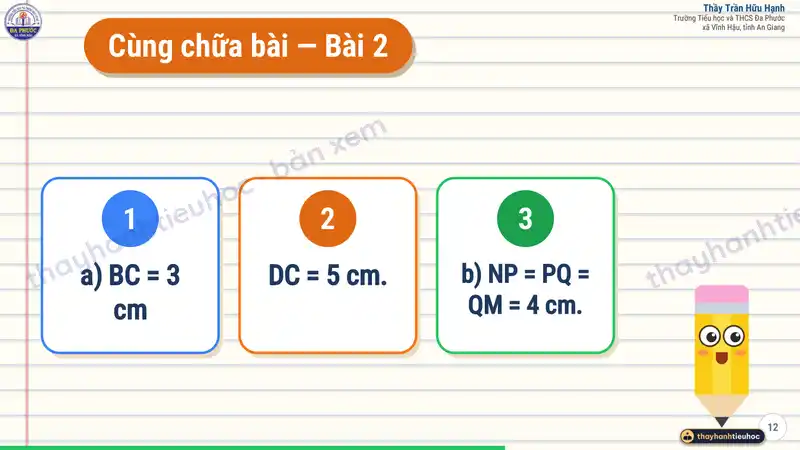 Thầy Trần Hữu Hạnh
Trường Tiểu học và THCS Đa Phước
xã Vĩnh Hậu, tỉnh An Giang
ĐA PHƯỚC
Cùng chữa bài – Bài 2
1
a) BC = 3
cm
2
DC = 5 cm.
3
b) NP = PQ =
QM = 4 cm.
thayhanhtieuhoc - bản xem
thayhanhtie
thayhanhtieuhoc
12